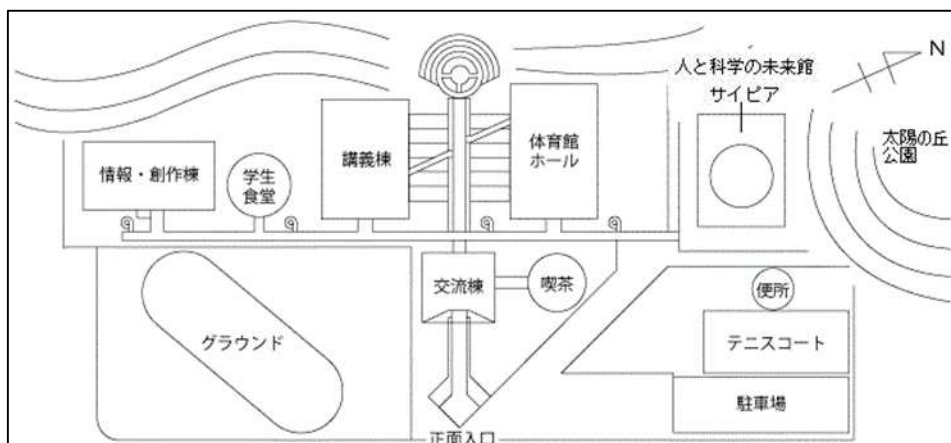 N
人と科学の未来館
サイピア
太陽の丘
公園
体育館
ホール
講義棟
学生
食堂
情報・創作棟
交流棟
喫茶
便所
グラウンド
テニスコート
駐車場
正面入口